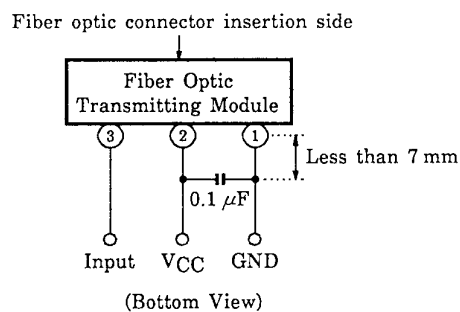 Fiber optic connector insertion side
Fiber Optic
Transmitting Module
3 2 1
Less than 7 mm
0.1 μF
Input VCC GND
(Bottom View)